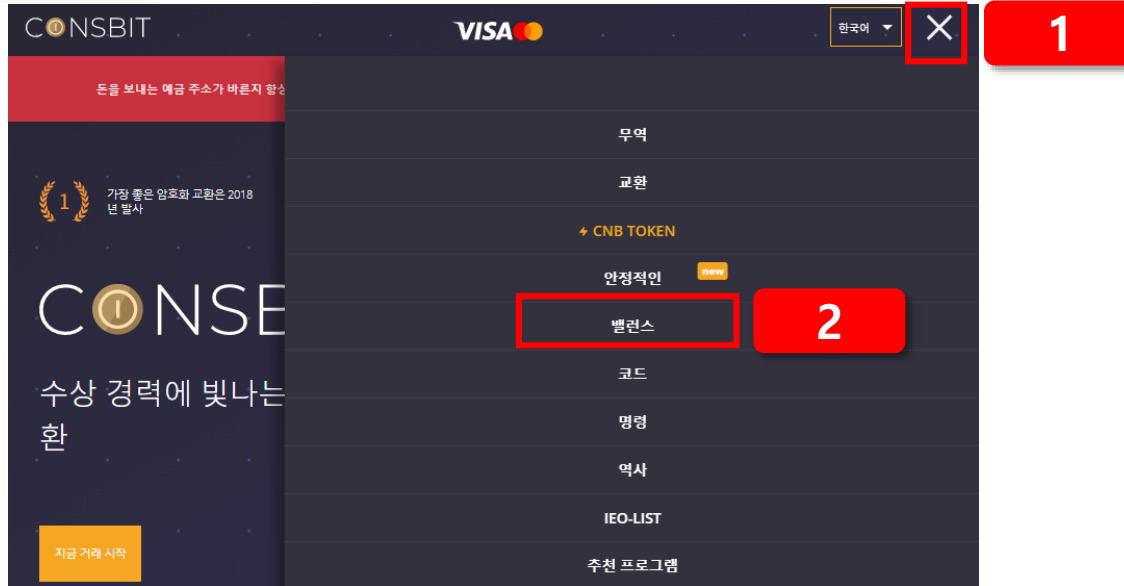 CONSBIT
VISA
한국어
1
돈을 보내는 예금 주소가 바른지 항상
무역
교환
1
가장 좋은 암호화 교환은 2018
년 발사
CNB TOKEN
안정적인
new
CONSB
밸런스
2
코드
수상 경력에 빛나는
환
명령
역사
IEO-LIST
지금 거래 시작
추천 프로그램